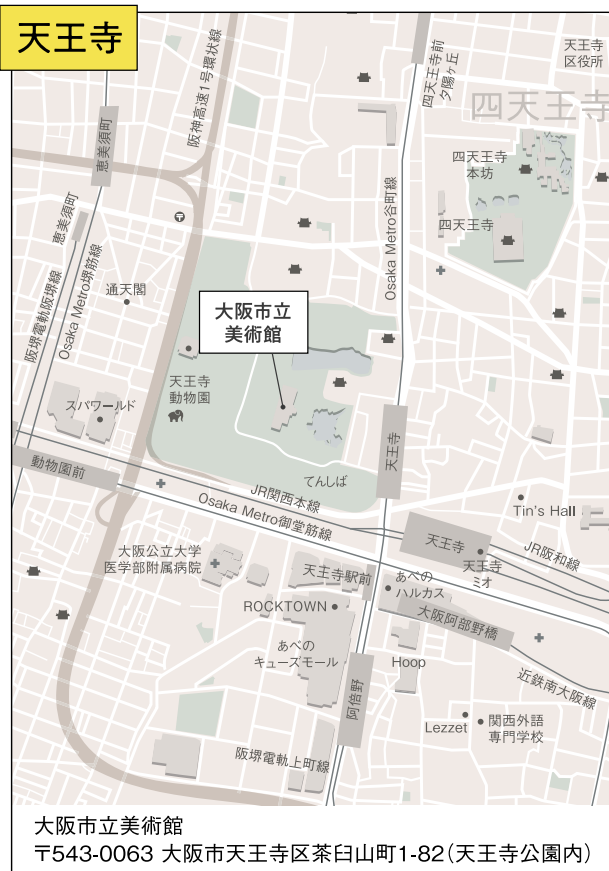 天王寺
阪神高速1号環状線
四天王寺前
夕陽ヶ丘
天王寺
区役所
四天王寺
恵美須町
四天王寺
本坊
Osaka Metro谷町線
四天王寺
恵美須町
阪堺電軌阪堺線
Osaka Metro堺筋線
通天閣
大阪市立
美術館
天王寺
動物園
スパワールド
天王寺
動物園前
てんしば
JR関西本線
Osaka Metro御堂筋線
Tin's Hall
天王寺
JR阪和線
天王寺
ミオ
大阪公立大学
医学部附属病院
天王寺駅前
あべの
ハルカス
ROCKTOWN
大阪阿部野橋
あべの
キューズモール
Hoop
近鉄南大阪線
阿倍野
Lezzet
関西外語
専門学校
阪堺電軌上町線
大阪市立美術館
〒543-0063 大阪市天王寺区茶臼山町1-82(天王寺公園内)